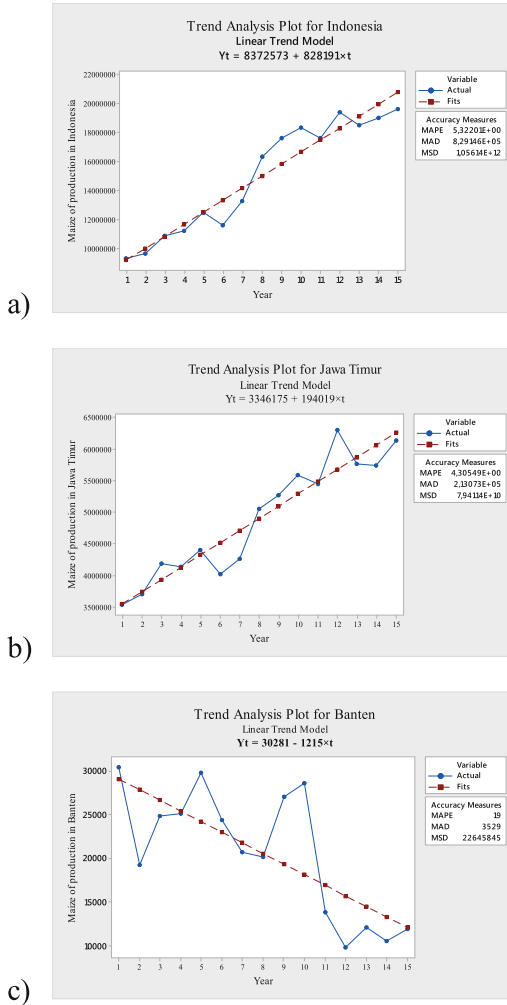 Trend Analysis Plot for Indonesia
Linear Trend Model
Yt = 8372573 + 828191×t
22000000
20000000
18000000
16000000
14000000
12000000
10000000
Maize of production in Indonesia
1 2 3 4 5 6 7 8 9 10 11 12 13 14 15
Year
Variable
Actual
Fits
Accuracy Measures
MAPE 5,32201E+00
MAD 8,29146E+05
MSD 1,05614E+12
a)
Trend Analysis Plot for Jawa Timur
Linear Trend Model
Yt = 3346175 + 194019×t
6500000
6000000
5500000
5000000
4500000
4000000
3500000
Maize of production in Jawa Timur
1 2 3 4 5 6 7 8 9 10 11 12 13 14 15
Year
Variable
Actual
Fits
Accuracy Measures
MAPE 4,30549E+00
MAD 2,13073E+05
MSD 7,94114E+10
b)
Trend Analysis Plot for Banten
Linear Trend Model
Yt = 30281 - 1215×t
30000
25000
20000
15000
10000
Maize of production in Banten
1 2 3 4 5 6 7 8 9 10 11 12 13 14 15
Year
Variable
Actual
Fits
Accuracy Measures
MAPE 19
MAD 3529
MSD 22645845
c)